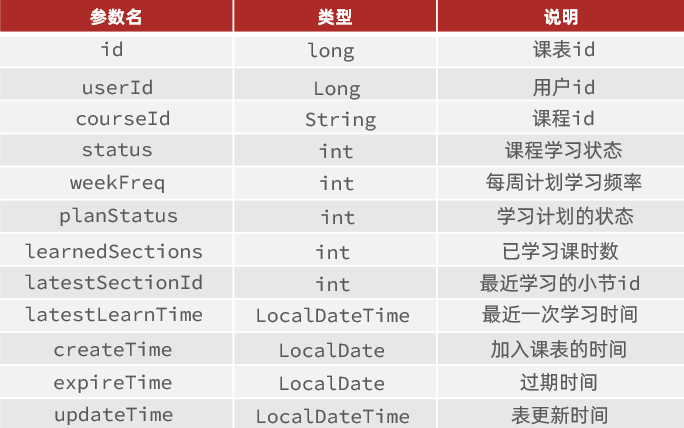 参数名 类型 说明
id long 课表id
userId Long 用户id
courseId String 课程id
status int 课程学习状态
weekFreq int 每周计划学习频率
planStatus int 学习计划的状态
learnedSections int 已学习课时数
latestSectionId int 最近学习的小节id
latestLearnTime LocalDateTime 最近一次学习时间
createTime LocalDate 加入课表的时间
expireTime LocalDate 过期时间
updateTime LocalDateTime 表更新时间